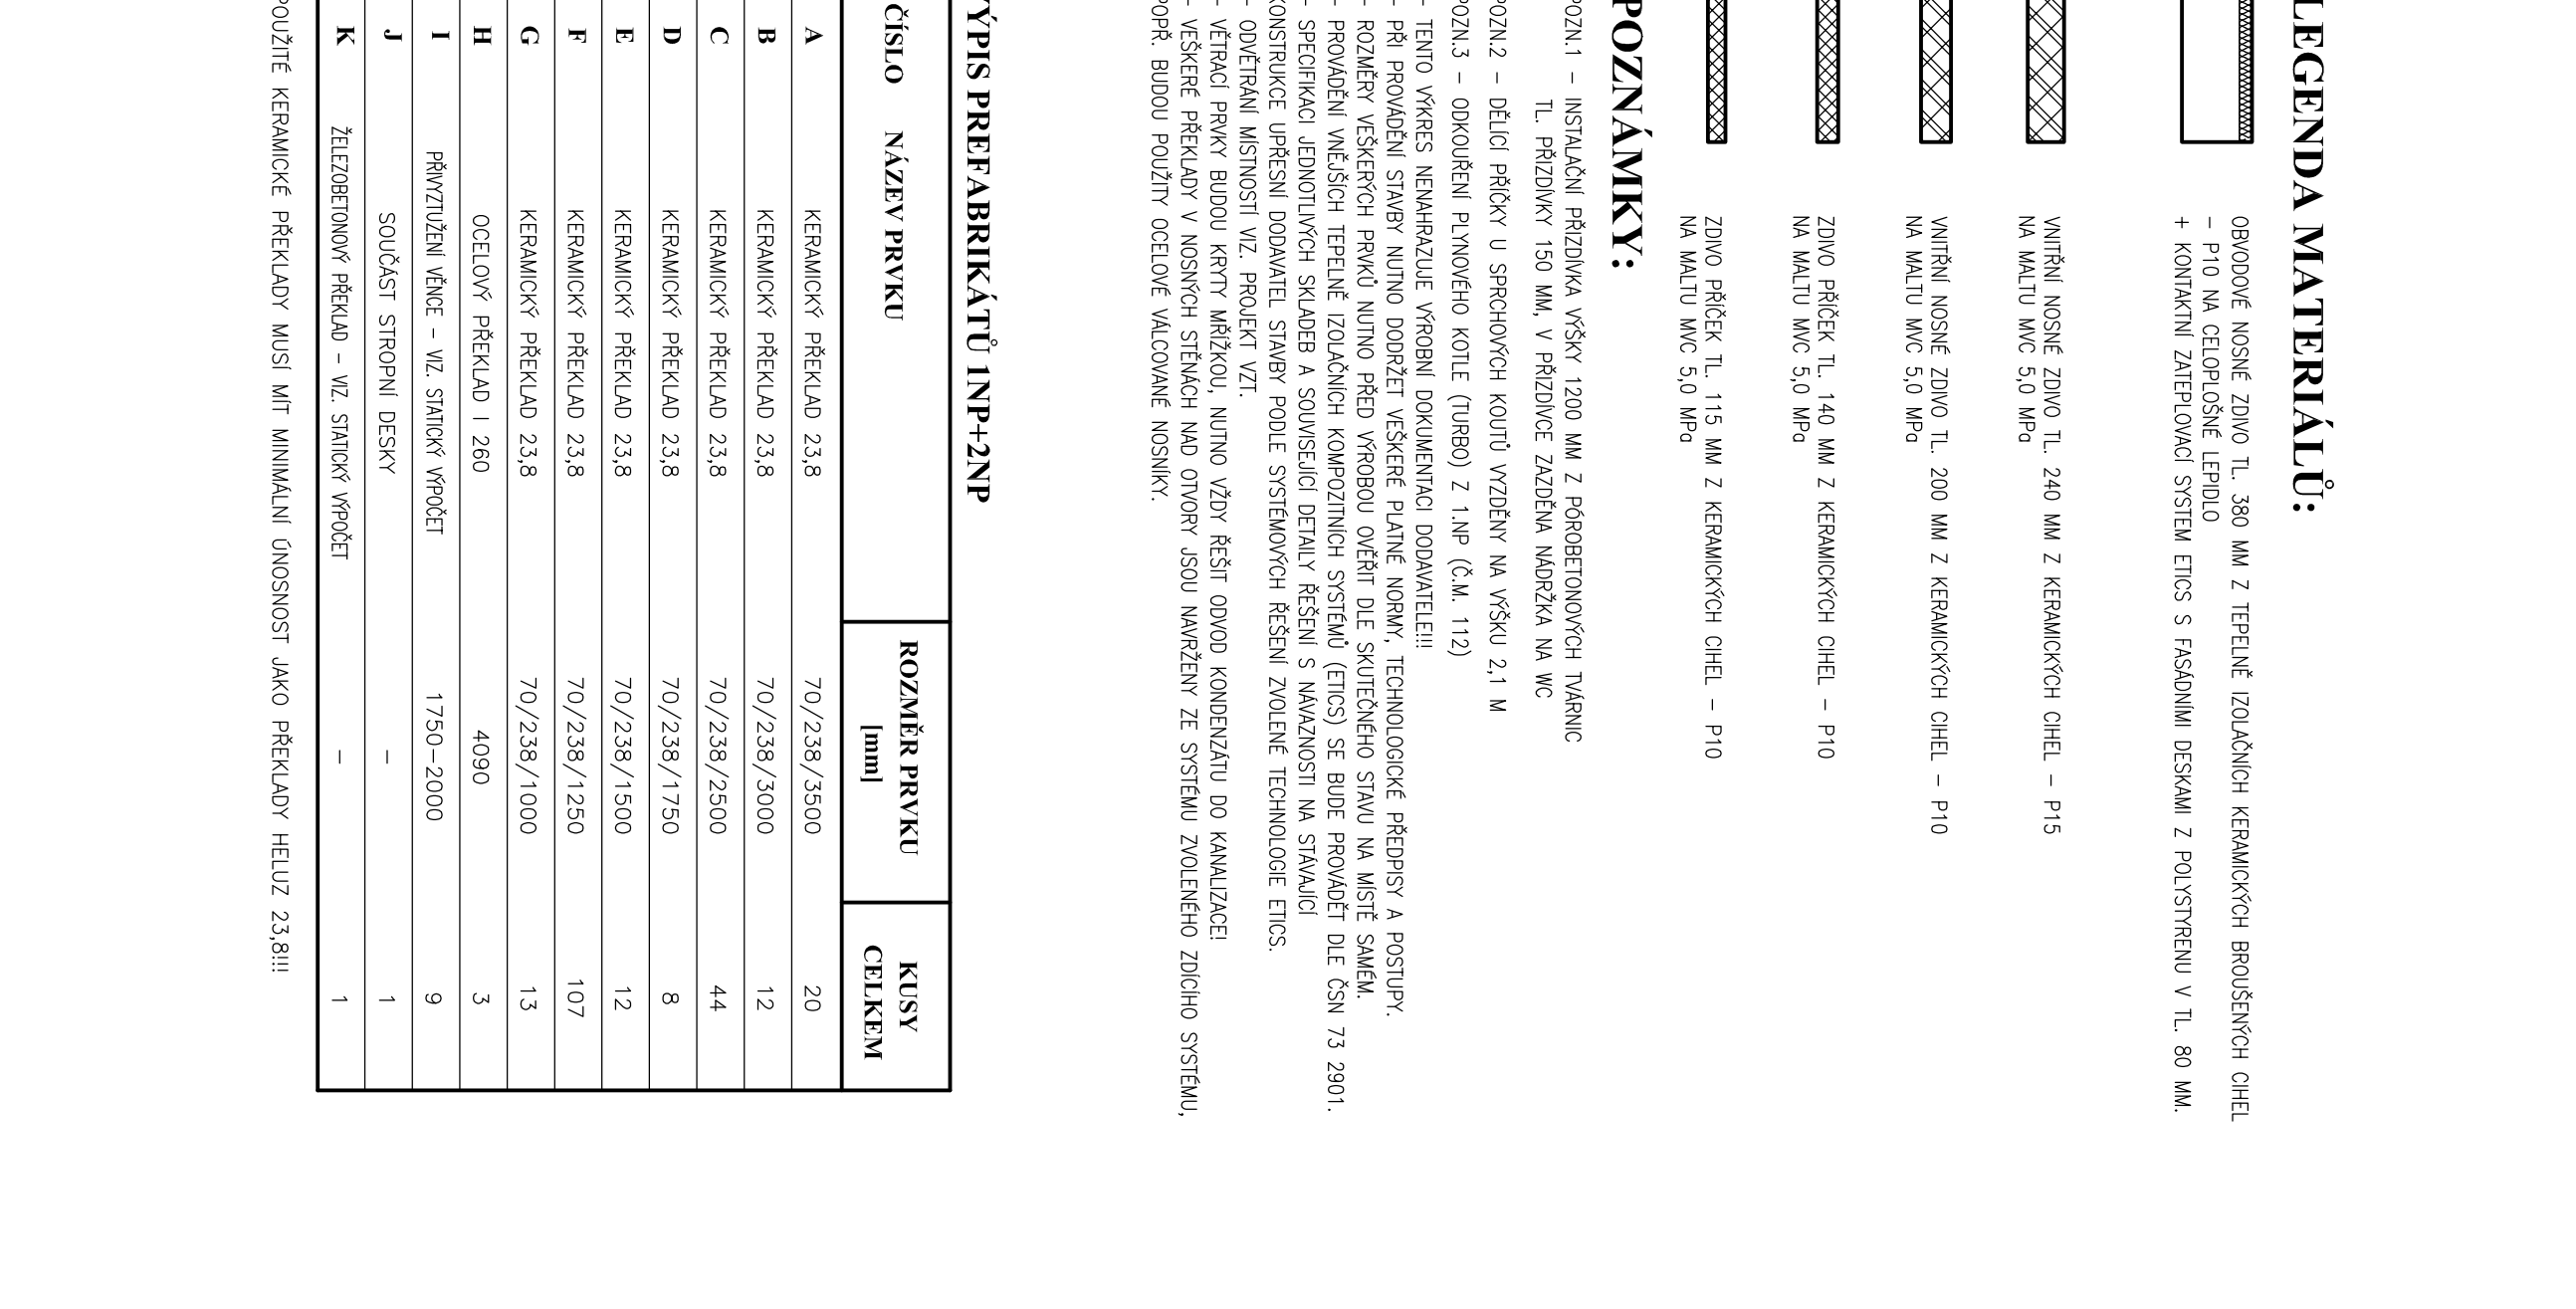 LEGENDA MATERIÁLŮ:
OBVODOVÉ NOSNÉ ZDIVO TL. 380 MM Z TEPELNĚ IZOLAČNÍCH KERAMICKÝCH BROUŠENÝCH CIHEL
– P10 NA CELOPLOŠNÉ LEPIDLO
+ KONTAKTNÍ ZATEPLOVACÍ SYSTEM ETICS S FASÁDNÍMI DESKAMI Z POLYSTYRENU V TL. 80 MM.
VNITŘNÍ NOSNÉ ZDIVO TL. 240 MM Z KERAMICKÝCH CIHEL – P15
NA MALTU MVC 5,0 MPa
VNITŘNÍ NOSNÉ ZDIVO TL. 200 MM Z KERAMICKÝCH CIHEL – P10
NA MALTU MVC 5,0 MPa
ZDIVO PŘÍČEK TL. 140 MM Z KERAMICKÝCH CIHEL – P10
NA MALTU MVC 5,0 MPa
ZDIVO PŘÍČEK TL. 115 MM Z KERAMICKÝCH CIHEL – P10
NA MALTU MVC 5,0 MPa
POZNÁMKY:
POZN.1 – INSTALAČNÍ PŘIZDÍVKA VÝŠKY 1200 MM Z PÓROBETONOVÝCH TVÁRNIC
TL. PŘIZDÍVKY 150 MM, V PŘIZDÍVCE ZAZDĚNA NÁDRŽKA NA WC
POZN.2 – DĚLÍCÍ PŘÍČKY U SPRCHOVÝCH KOUTŮ VYZDĚNY NA VÝŠKU 2,1 M
POZN.3 – ODKOUŘENÍ PLYNOVÉHO KOTLE (TURBO) Z 1.NP (Č.M. 112)
– TENTO VÝKRES NENAHRAZUJE VÝROBNÍ DOKUMENTACI DODAVATELE!!!
– PŘI PROVÁDĚNÍ STAVBY NUTNO DODRŽET VEŠKERÉ PLATNÉ NORMY, TECHNOLOGICKÉ PŘEDPISY A POSTUPY.
– ROZMĚRY VEŠKERÝCH PRVKŮ NUTNO PŘED VÝROBOU OVĚŘIT DLE SKUTEČNÉHO STAVU NA MÍSTĚ SAMÉM.
– PROVÁDĚNÍ VNĚJŠÍCH TEPELNĚ IZOLAČNÍCH KOMPOZITNÍCH SYSTÉMŮ (ETICS) SE BUDE PROVÁDĚT DLE ČSN 73 2901.
– SPECIFIKACI JEDNOTLIVÝCH SKLADEB A SOUVISEJÍCÍ DETAILY ŘEŠENÍ S NÁVAZNOSTI NA STÁVAJÍCÍ
KONSTRUKCE UPŘESNÍ DODAVATEL STAVBY PODLE SYSTÉMOVÝCH ŘEŠENÍ ZVOLENÉ TECHNOLOGIE ETICS.
– ODVĚTRÁNÍ MÍSTNOSTÍ VIZ. PROJEKT VZT.
– VĚTRACÍ PRVKY BUDOU KRYTY MŘÍŽKOU, NUTNO VŽDY ŘEŠIT ODVOD KONDENZÁTU DO KANALIZACE!
– VEŠKERÉ PŘEKLADY V NOSNÝCH STĚNÁCH NAD OTVORY JSOU NAVRŽENY ZE SYSTÉMU ZVOLENÉHO ZDÍCÍHO SYSTÉMU,
POPŘ. BUDOU POUŽITY OCELOVÉ VÁLCOVANÉ NOSNÍKY.
VÝPIS PREFABRIKÁTŮ 1NP+2NP
ČÍSLO NÁZEV PRVKU ROZMĚR PRVKU [mm] KUSY CELKEM
A KERAMICKÝ PŘEKLAD 23,8 70/238/3500 20
B KERAMICKÝ PŘEKLAD 23,8 70/238/3000 12
C KERAMICKÝ PŘEKLAD 23,8 70/238/2500 44
D KERAMICKÝ PŘEKLAD 23,8 70/238/1750 8
E KERAMICKÝ PŘEKLAD 23,8 70/238/1500 12
F KERAMICKÝ PŘEKLAD 23,8 70/238/1250 107
G KERAMICKÝ PŘEKLAD 23,8 70/238/1000 13
H OCELOVÝ PŘEKLAD I 260 4090 3
I PŘIVYZTUŽENÍ VĚNCE – VIZ. STATICKÝ VÝPOČET 1750–2000 9
J SOUČÁST STROPNÍ DESKY – 1
K ŽELEZOBETONOVÝ PŘEKLAD – VIZ. STATICKÝ VÝPOČET – 1
POUŽITÉ KERAMICKÉ PŘEKLADY MUSÍ MÍT MINIMÁLNÍ ÚNOSNOST JAKO PŘEKLADY HELUZ 23,8!!!